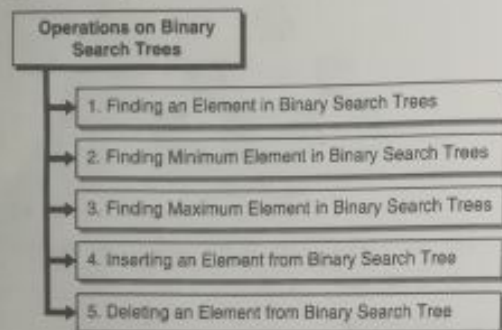 Operations on Binary
Search Trees
1. Finding an Element in Binary Search Trees
2. Finding Minimum Element in Binary Search Trees
3. Finding Maximum Element in Binary Search Trees
4. Inserting an Element from Binary Search Tree
5. Deleting an Element from Binary Search Tree